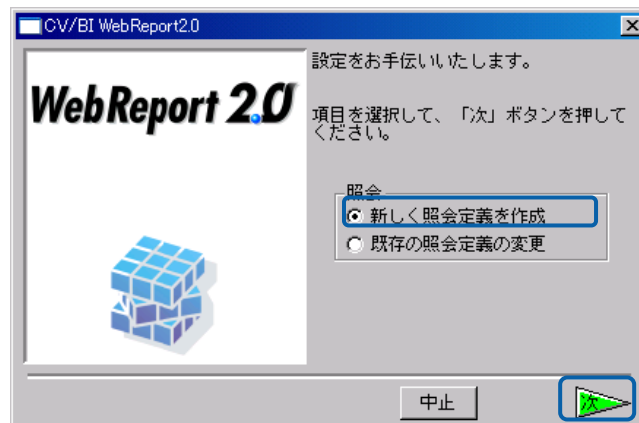 CV/BI WebReport2.0
WebReport 2.0
設定をお手伝いいたします。
項目を選択して、「次」ボタンを押して
ください。
照会
新しく照会定義を作成
既存の照会定義の変更
中止
次